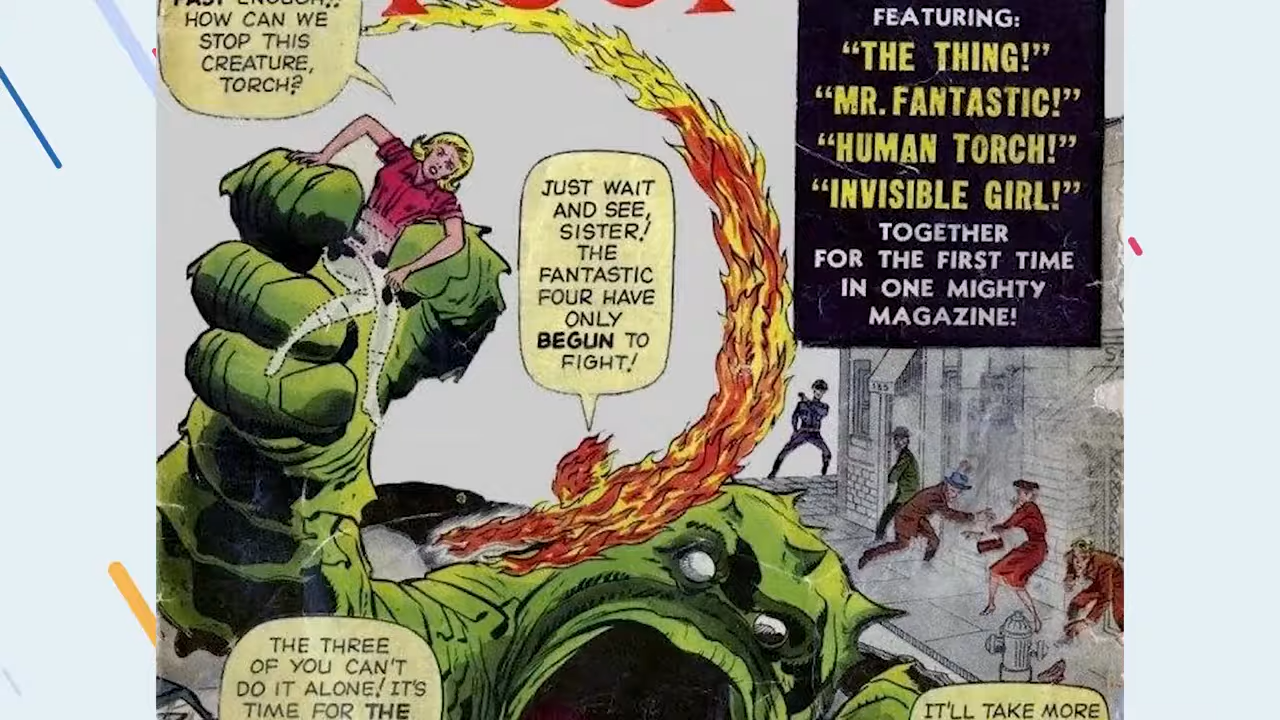 FAST ENOUGH!!
HOW CAN WE
STOP THIS
CREATURE,
TORCH?
FEATURING:
“THE THING!”
“MR. FANTASTIC!”
“HUMAN TORCH!”
“INVISIBLE GIRL!”
TOGETHER
FOR THE FIRST TIME
IN ONE MIGHTY
MAGAZINE!
JUST WAIT
AND SEE,
SISTER!
THE
FANTASTIC
FOUR HAVE
ONLY
BEGUN TO
FIGHT!
THE THREE
OF YOU CAN'T
DO IT ALONE! IT'S
TIME FOR THE
IT'LL TAKE MORE